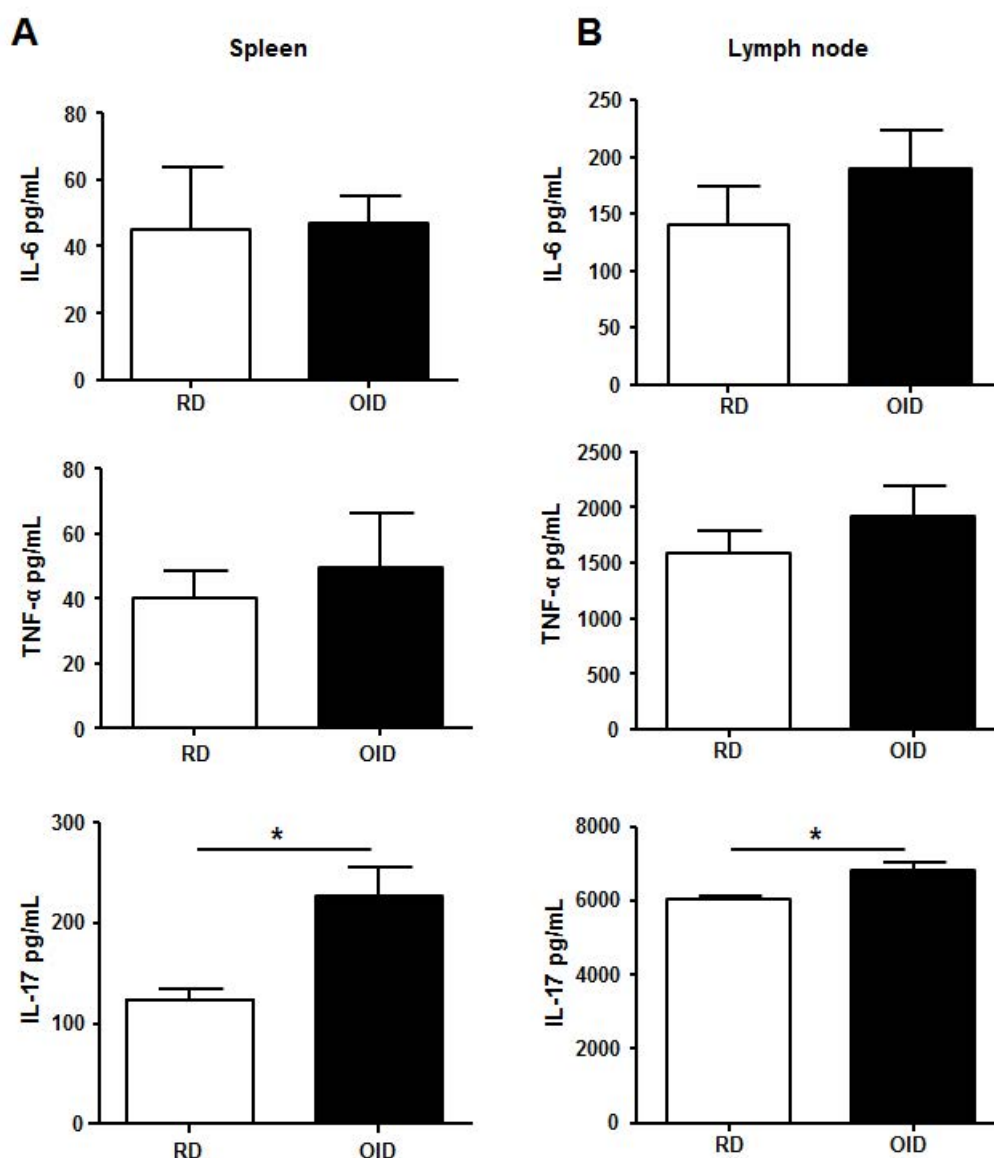 A
Spleen
80
60
40
20
0
IL-6 pg/mL
RD OID
80
60
40
20
0
TNF-α pg/mL
RD OID
300
200
100
0
IL-17 pg/mL
*
RD OID
B
Lymph node
250
200
150
100
50
0
IL-6 pg/mL
RD OID
2500
2000
1500
1000
500
0
TNF-α pg/mL
RD OID
8000
6000
4000
2000
0
IL-17 pg/mL
*
RD OID